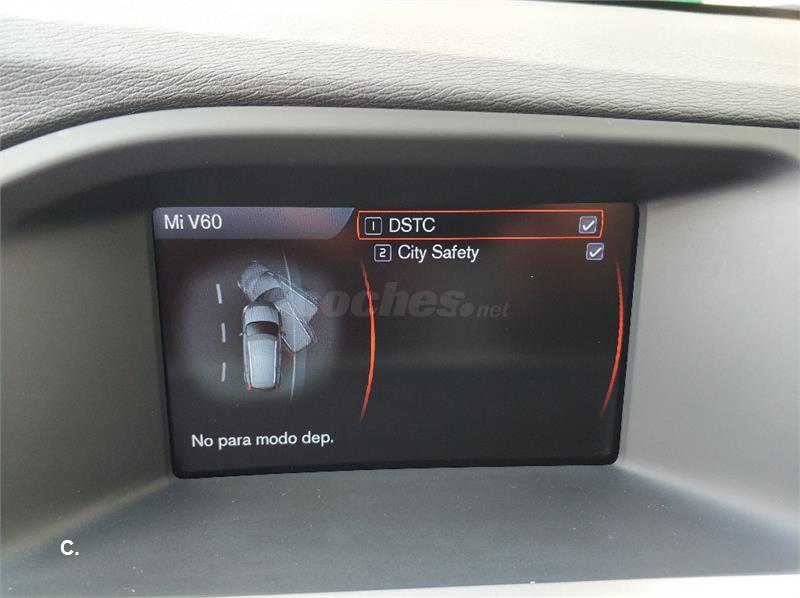 Mi V60
1 DSTC
2 City Safety
coches.net
No para modo dep.
C.